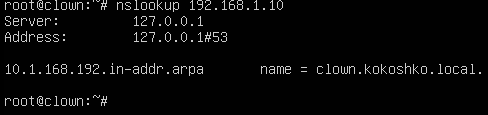 root@clown:~# nslookup 192.168.1.10
Server:         127.0.0.1
Address:        127.0.0.1#53
10.1.168.192.in-addr.arpa       name = clown.kokoshko.local.
root@clown:~#